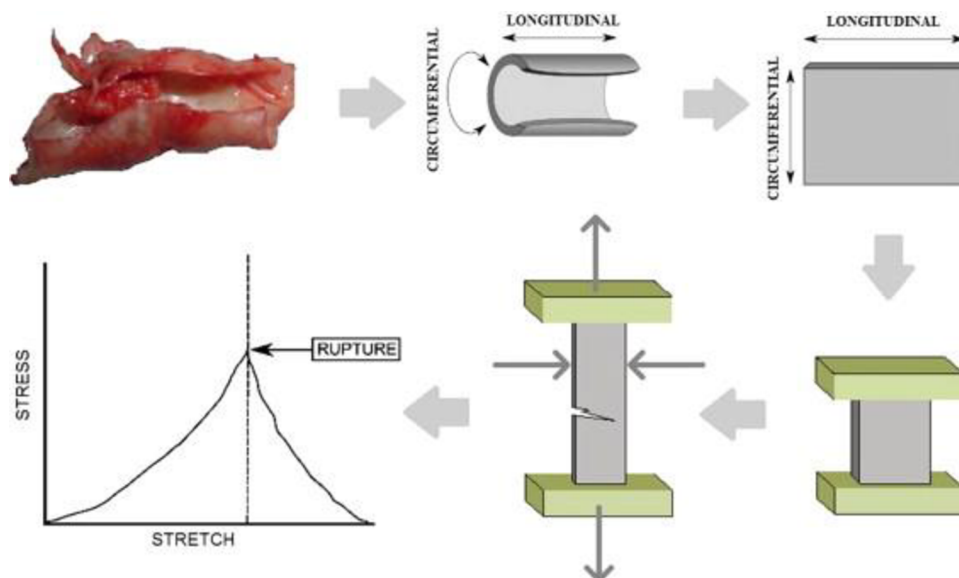 LONGITUDINAL
CIRCUMFERENTIAL
LONGITUDINAL
CIRCUMFERENTIAL
STRESS
RUPTURE
STRETCH